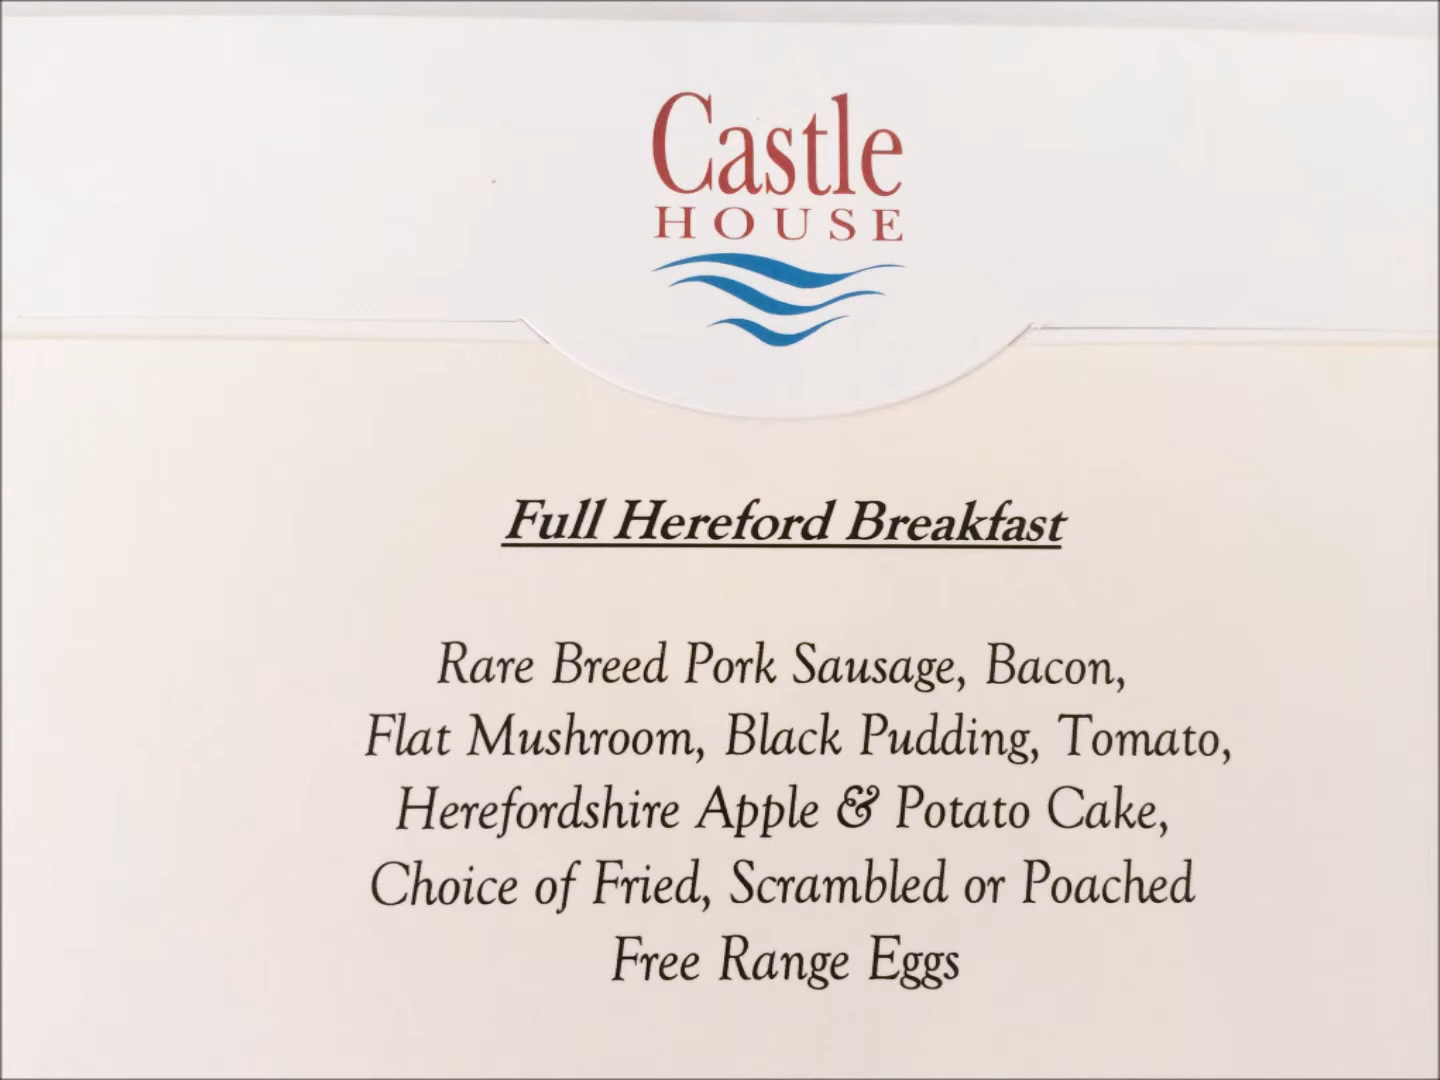 Castle
HOUSE
Full Hereford Breakfast
Rare Breed Pork Sausage, Bacon,
Flat Mushroom, Black Pudding, Tomato,
Herefordshire Apple & Potato Cake,
Choice of Fried, Scrambled or Poached
Free Range Eggs